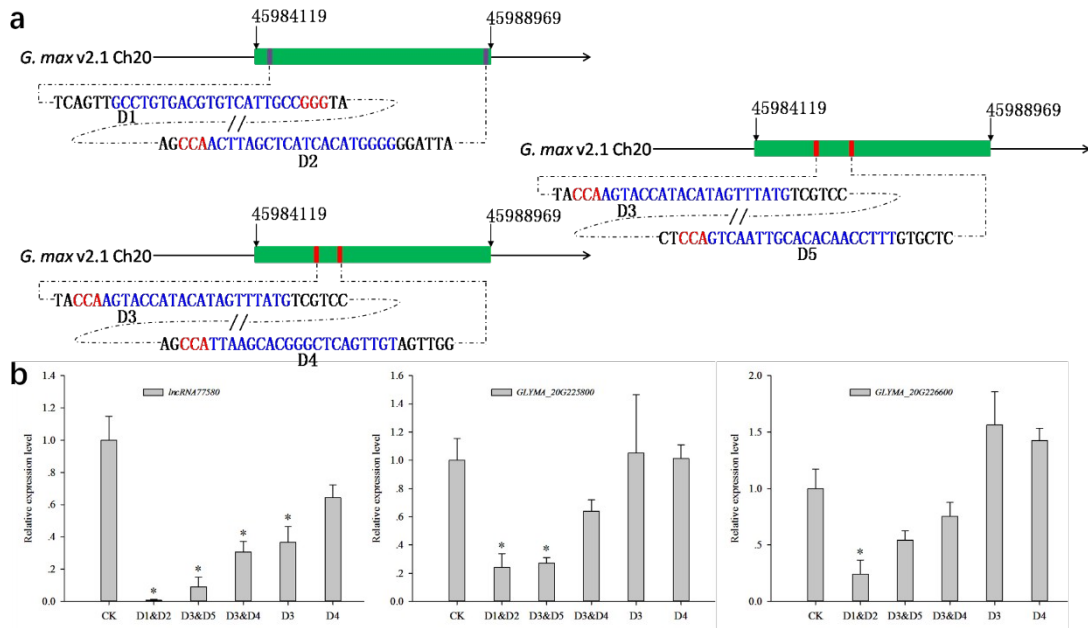 a
45984119
45988969
G. max v2.1 Ch20
TCAGTTGCCTGTGACGTGTCATTGCCGGGTA
D1
//
AGCCAACTTAGCTCATCACATGGGGGGATTA
D2
45984119
45988969
G. max v2.1 Ch20
TACCAAGTACCATACATAGTTTATGTCGTCC
D3
//
AGCCATTAAGCACGGGCTCAGTTGTAGTTGG
D4
45984119
45988969
G. max v2.1 Ch20
TACCAAGTACCATACATAGTTTATGTCGTCC
D3
//
CTCCAGTCAATTGCACACAACCTTTGTGCTC
D5
b
Relative expression level
1.4
1.2
1.0
.8
.6
.4
.2
0.0
lncRNA77580
* * * *
CK D1&D2 D3&D5 D3&D4 D3 D4
Relative expression level
1.6
1.4
1.2
1.0
.8
.6
.4
.2
0.0
GLYMA_20G225800
* *
CK D1&D2 D3&D5 D3&D4 D3 D4
Relative expression level
2.0
1.5
1.0
.5
0.0
GLYMA_20G226600
*
CK D1&D2 D3&D5 D3&D4 D3 D4